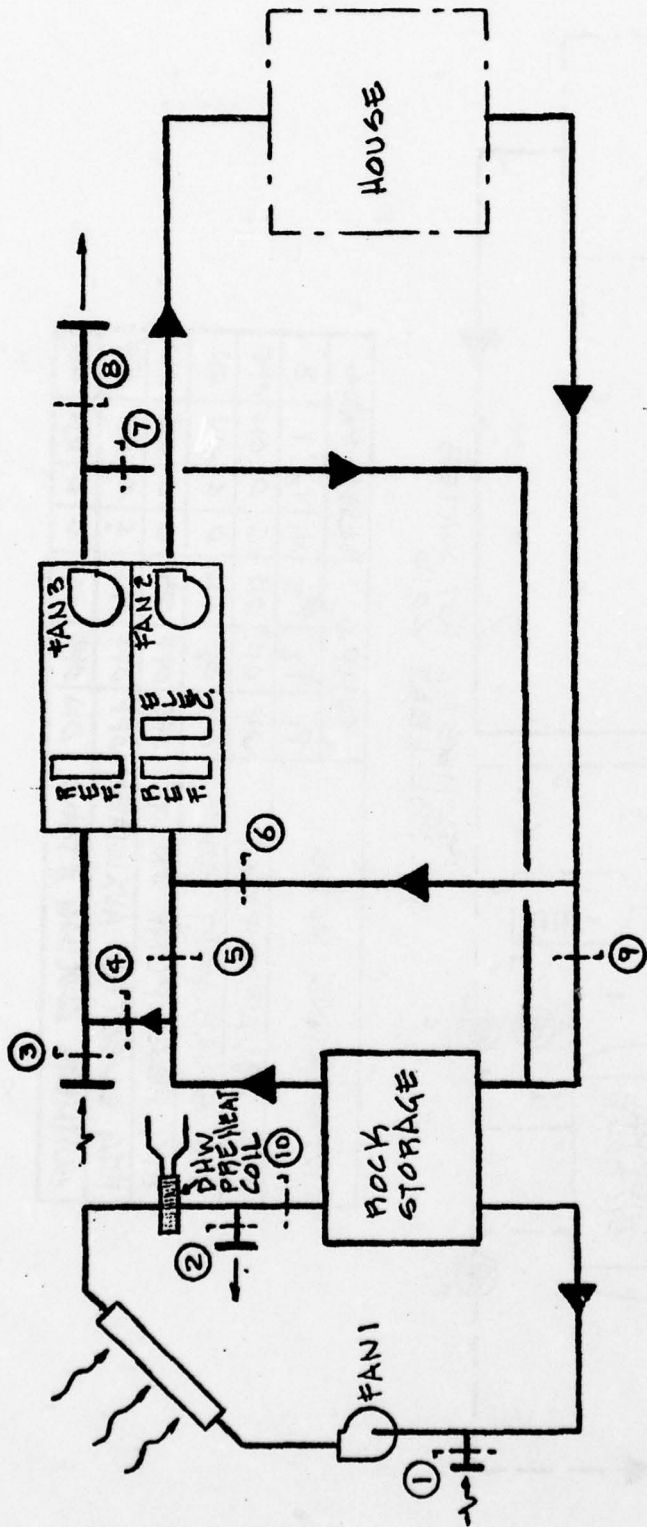 HOUSE
8
7
FAN 3
FAN 2
REF.
REF.
ELEC.
6
5
4
3
9
DHW
PREHEAT
COIL
10
2
ROCK
STORAGE
FAN 1
1